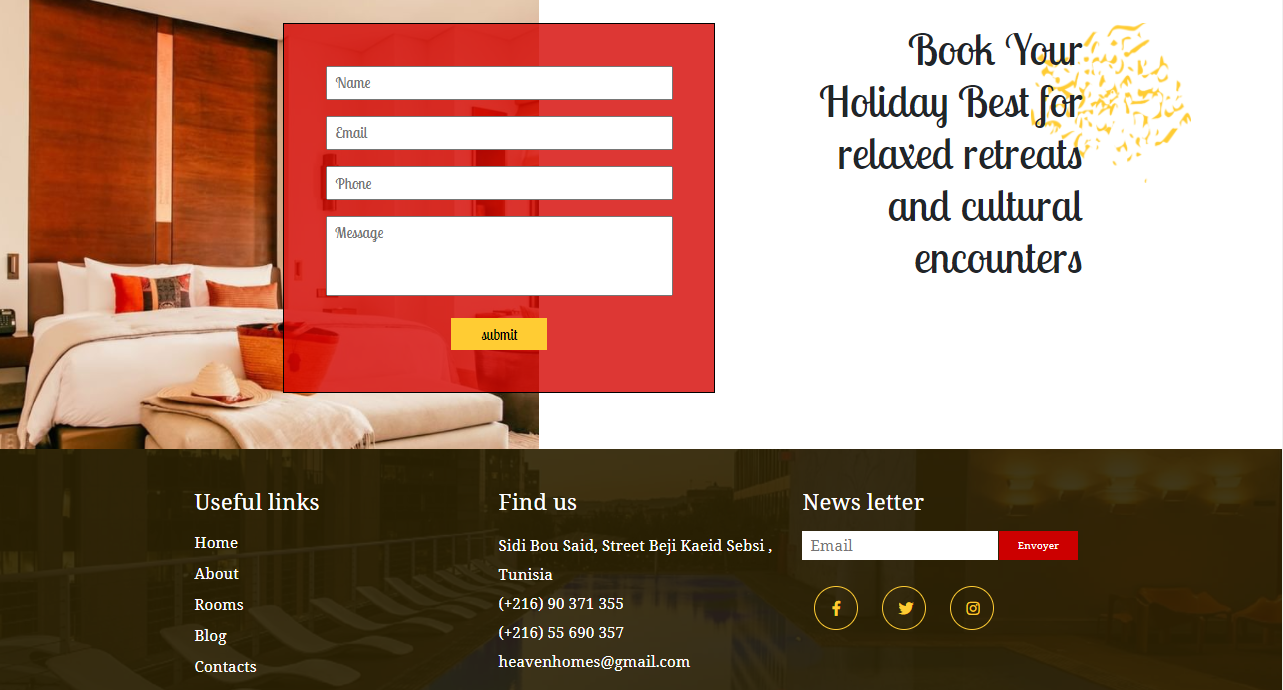 Name
Email
Phone
Message
submit
Book Your
Holiday Best for
relaxed retreats
and cultural
encounters
Useful links
Home
About
Rooms
Blog
Contacts
Find us
Sidi Bou Said, Street Beji Kaeid Sebsi ,
Tunisia
(+216) 90 371 355
(+216) 55 690 357
heavenhomes@gmail.com
News letter
Email
Envoyer